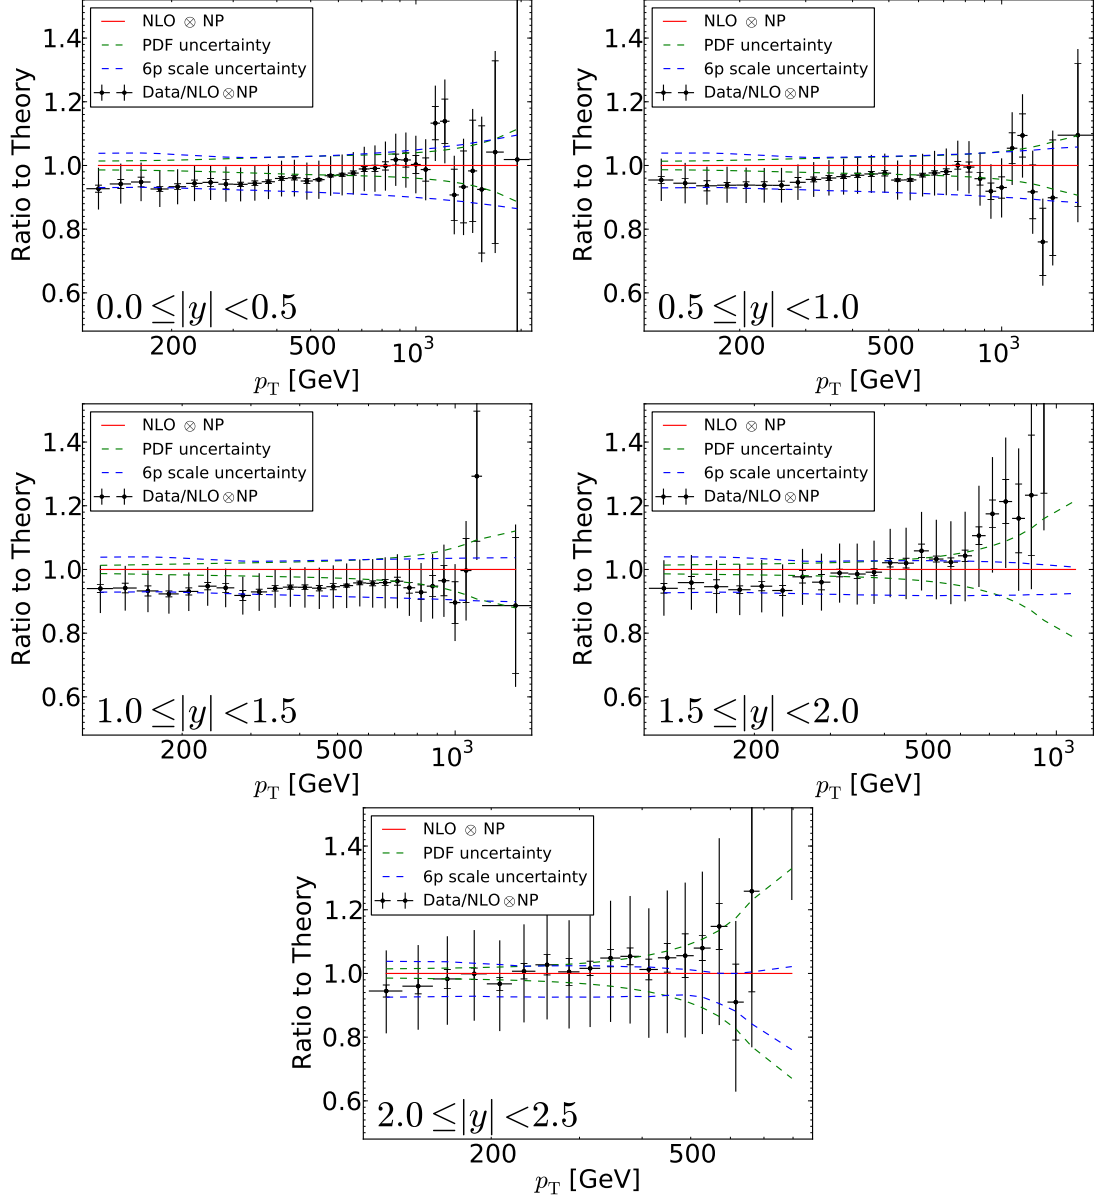 Ratio to Theory
1.4
1.2
1.0
0.8
0.6
NLO ⊗ NP
PDF uncertainty
6p scale uncertainty
Data/NLO⊗NP
0.0 ≤|y| <0.5
200 500 10³
p_T [GeV]
Ratio to Theory
1.4
1.2
1.0
0.8
0.6
NLO ⊗ NP
PDF uncertainty
6p scale uncertainty
Data/NLO⊗NP
0.5 ≤|y| <1.0
200 500 10³
p_T [GeV]
Ratio to Theory
1.4
1.2
1.0
0.8
0.6
NLO ⊗ NP
PDF uncertainty
6p scale uncertainty
Data/NLO⊗NP
1.0 ≤|y| <1.5
200 500 10³
p_T [GeV]
Ratio to Theory
1.4
1.2
1.0
0.8
0.6
NLO ⊗ NP
PDF uncertainty
6p scale uncertainty
Data/NLO⊗NP
1.5 ≤|y| <2.0
200 500 10³
p_T [GeV]
Ratio to Theory
1.4
1.2
1.0
0.8
0.6
NLO ⊗ NP
PDF uncertainty
6p scale uncertainty
Data/NLO⊗NP
2.0 ≤|y| <2.5
200 500
p_T [GeV]